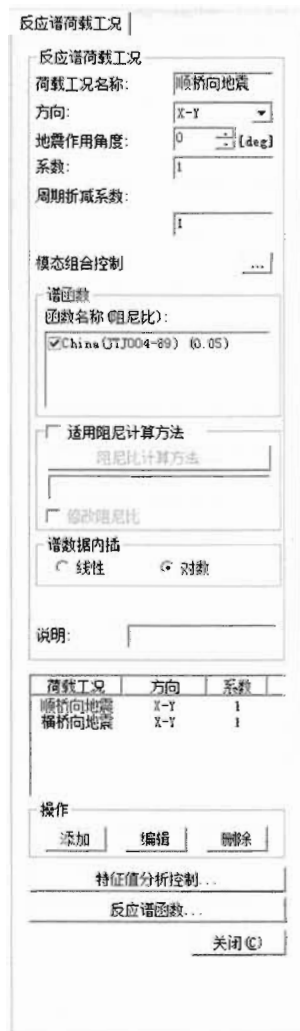 反应谱荷载工况
反应谱荷载工况
荷载工况名称: 顺桥向地震
方向: X-Y
地震作用角度: 0 [deg]
系数: 1
周期折减系数:
1
模态组合控制 ...
谱函数
函数名称(阻尼比):
China(JTJ004-89) (0.05)
适用阻尼计算方法
阻尼比计算方法
修改阻尼比
谱数据内插
线性 对数
说明:
荷载工况 方向 系数
顺桥向地震 X-Y 1
横桥向地震 X-Y 1
操作
添加 编辑 删除
特征值分析控制...
反应谱函数...
关闭(C)